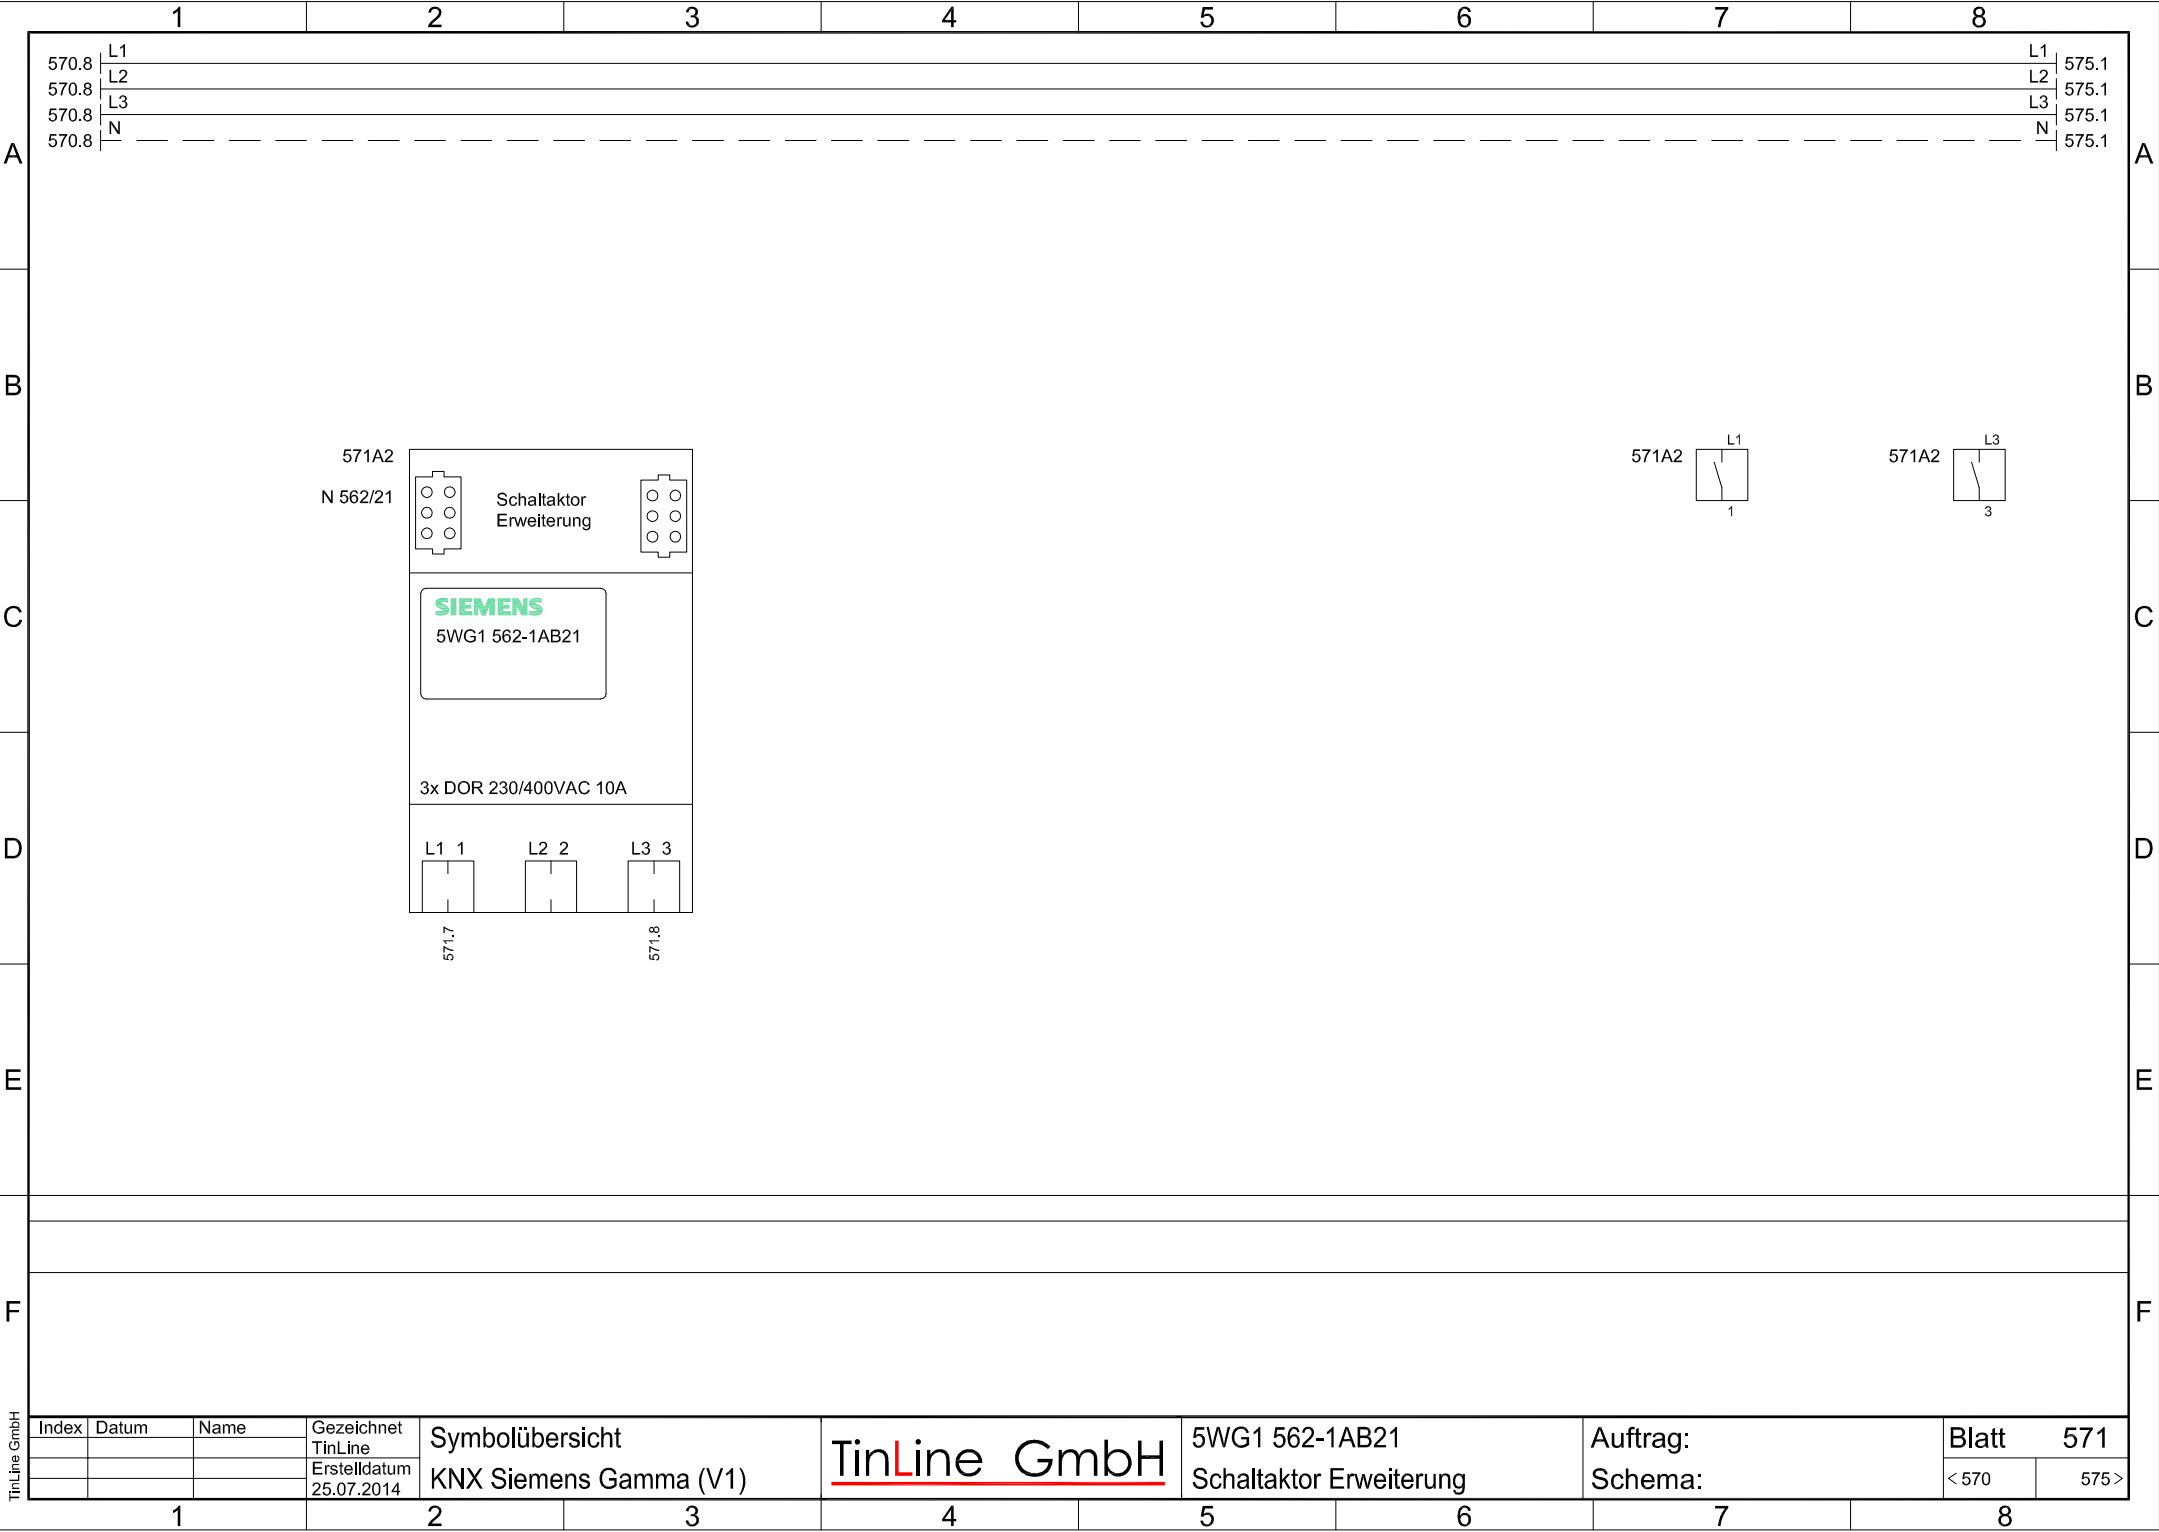 1 2 3 4 5 6 7 8
570.8 L1 L1 575.1
570.8 L2 L2 575.1
570.8 L3 L3 575.1
570.8 N N 575.1
A A
B B
571A2
N 562/21
Schaltaktor
Erweiterung
571A2
L1
1
571A2
L3
3
SIEMENS
5WG1 562-1AB21
C C
3x DOR 230/400VAC 10A
L1 1 L2 2 L3 3
D D
571.7 571.8
E E
F F
TinLine GmbH
Index Datum Name
Gezeichnet
TinLine
Erstelldatum
25.07.2014
Symbolübersicht
KNX Siemens Gamma (V1)
TinLine GmbH
5WG1 562-1AB21
Schaltaktor Erweiterung
Auftrag:
Schema:
Blatt 571
<570 575>
1 2 3 4 5 6 7 8